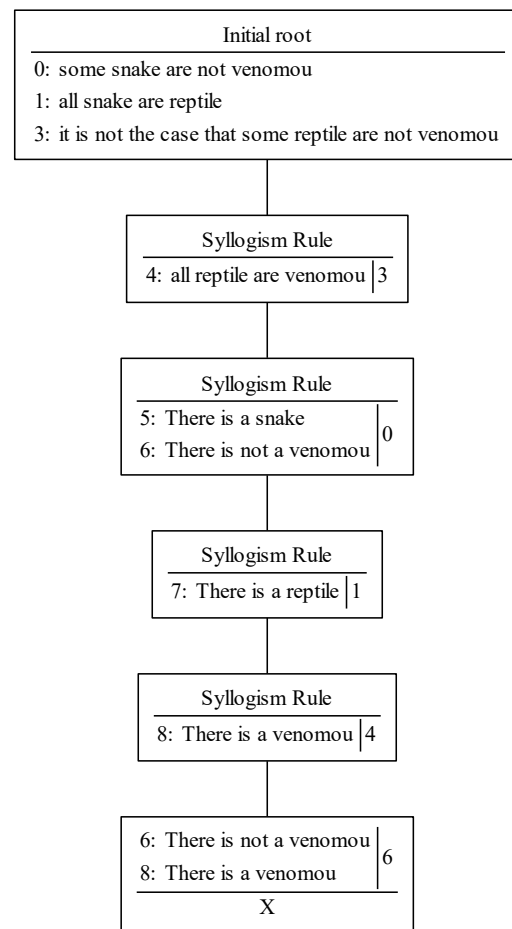 Initial root
0: some snake are not venomou
1: all snake are reptile
3: it is not the case that some reptile are not venomou
Syllogism Rule
4: all reptile are venomou 3
Syllogism Rule
5: There is a snake
6: There is not a venomou
0
Syllogism Rule
7: There is a reptile 1
Syllogism Rule
8: There is a venomou 4
6: There is not a venomou
8: There is a venomou
6
X